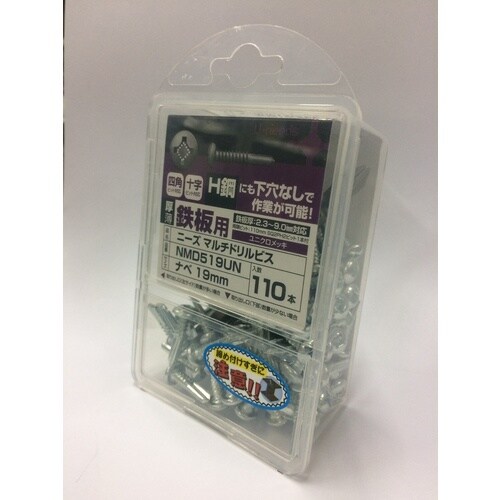 四角
十字
H鋼にも下穴なしで
作業が可能!
厚
鉄板用
鉄板厚:2.3~9.0mm対応
ユニクロメッキ
ニーズ マルチドリルビス
NMD519UN
ナベ 19mm
入数
110本
締め付けすぎに
注意!!